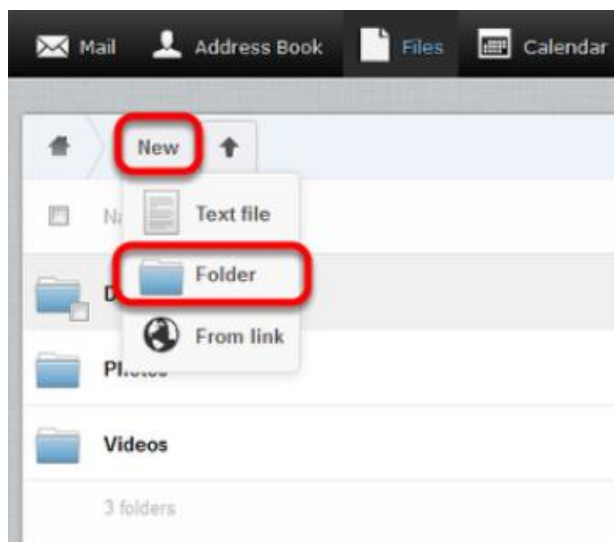 Mail Address Book Files Calendar
New
Text file
Folder
From link
Videos
3 folders